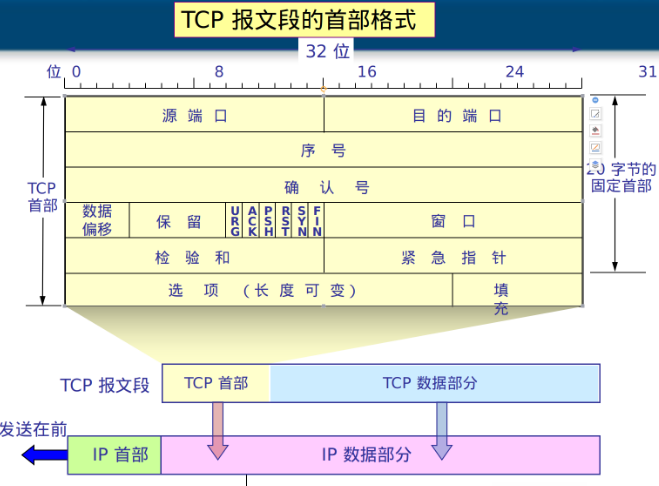 TCP 报文段的首部格式
32 位
位 0 8 16 24 31
源 端 口 目 的 端 口
序 号
TCP
首部
20 字节的
固定首部
确 认 号
数据
偏移
保 留
URG
ACK
PSH
RST
SYN
FIN
窗 口
检 验 和 紧 急 指 针
选 项 (长 度 可 变)
填
充
TCP 报文段 TCP 首部 TCP 数据部分
发送在前
IP 首部 IP 数据部分